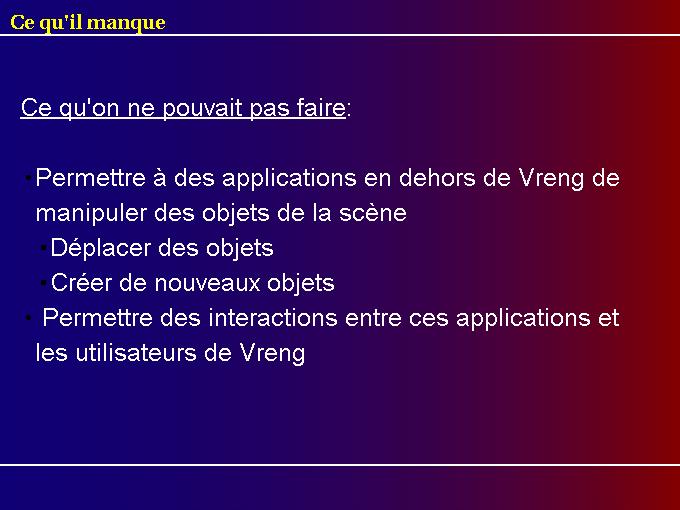 Ce qu'il manque
Ce qu'on ne pouvait pas faire:
• Permettre à des applications en dehors de Vreng de
manipuler des objets de la scène
• Déplacer des objets
• Créer de nouveaux objets
• Permettre des interactions entre ces applications et
les utilisateurs de Vreng